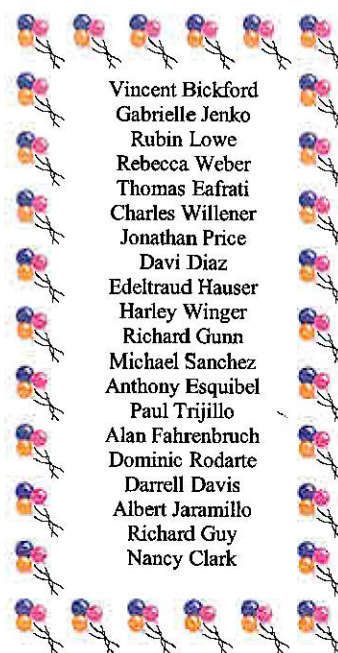 Vincent Bickford
Gabrielle Jenko
Rubin Lowe
Rebecca Weber
Thomas Eafrati
Charles Willener
Jonathan Price
Davi Diaz
Edeltraud Hauser
Harley Winger
Richard Gunn
Michael Sanchez
Anthony Esquibel
Paul Trijillo
Alan Fahrenbruch
Dominic Rodarte
Darrell Davis
Albert Jaramillo
Richard Guy
Nancy Clark